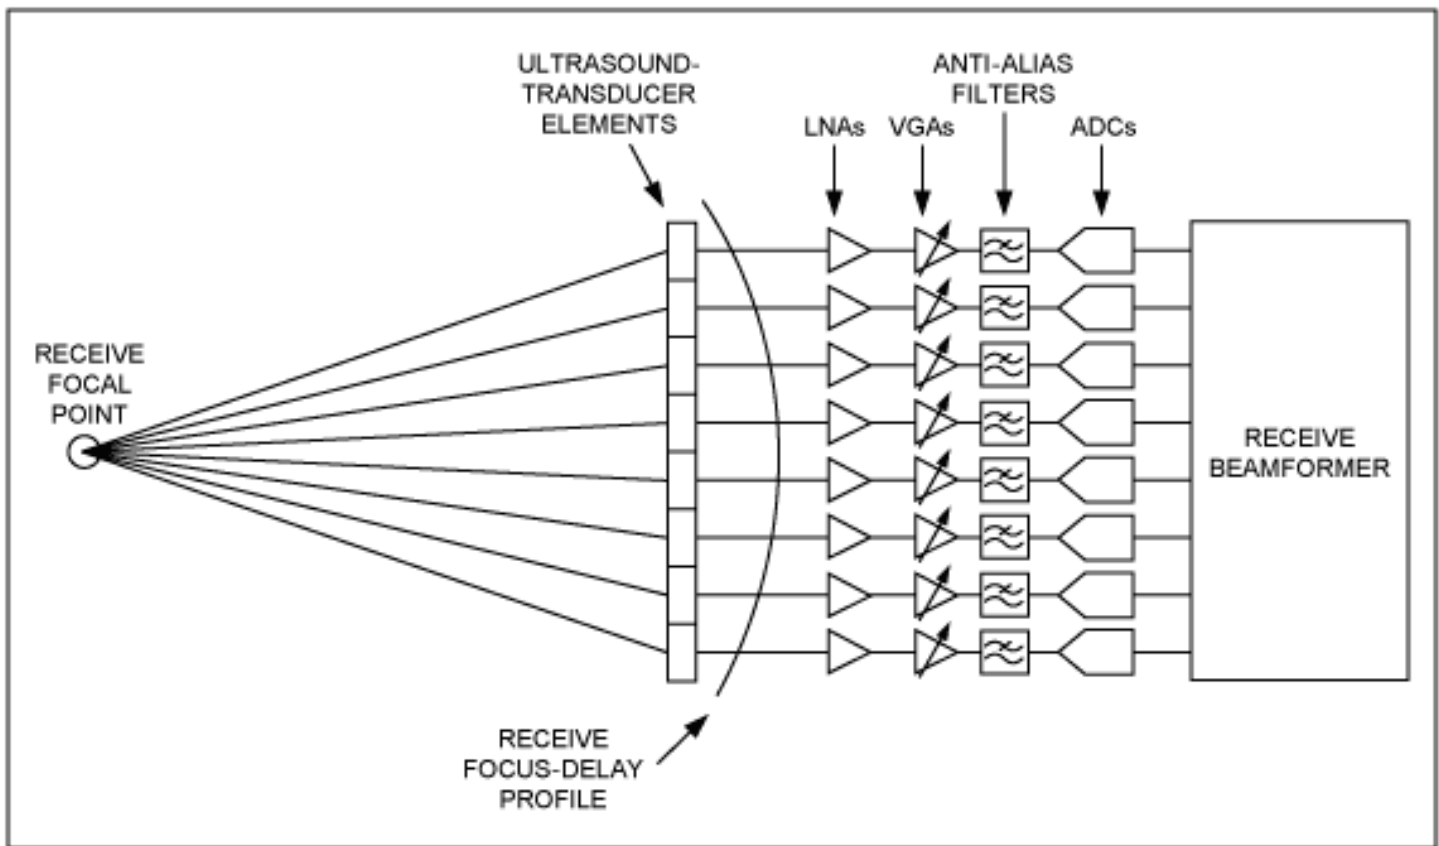 ULTRASOUND-
TRANSDUCER
ELEMENTS
LNAs
VGAs
ANTI-ALIAS
FILTERS
ADCs
RECEIVE
FOCAL
POINT
RECEIVE
BEAMFORMER
RECEIVE
FOCUS-DELAY
PROFILE